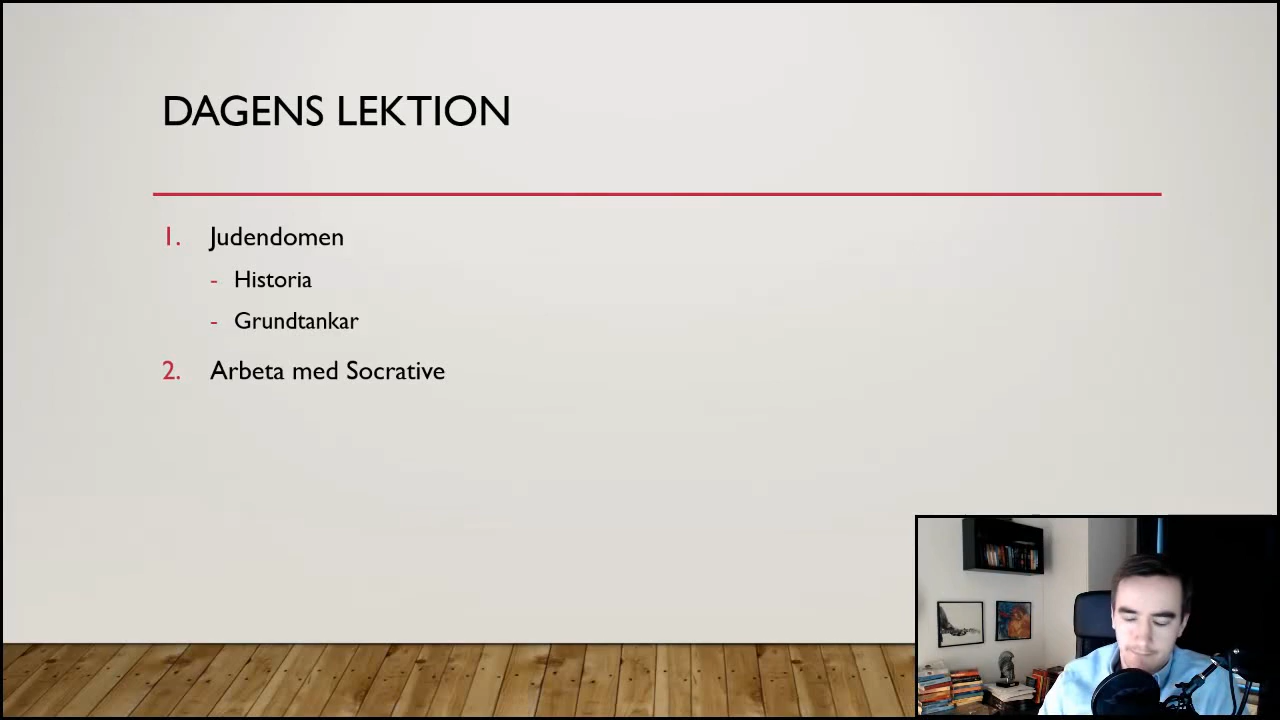 DAGENS LEKTION
1. Judendomen
- Historia
- Grundtankar
2. Arbeta med Socrative